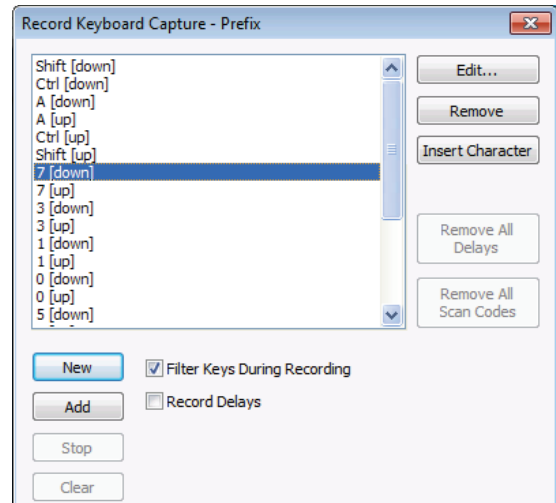 Record Keyboard Capture - Prefix
Shift [down]
Ctrl [down]
A [down]
A [up]
Ctrl [up]
Shift [up]
7 [down]
7 [up]
3 [down]
3 [up]
1 [down]
1 [up]
0 [down]
0 [up]
5 [down]
Edit...
Remove
Insert Character
Remove All
Delays
Remove All
Scan Codes
New
Filter Keys During Recording
Add
Record Delays
Stop
Clear